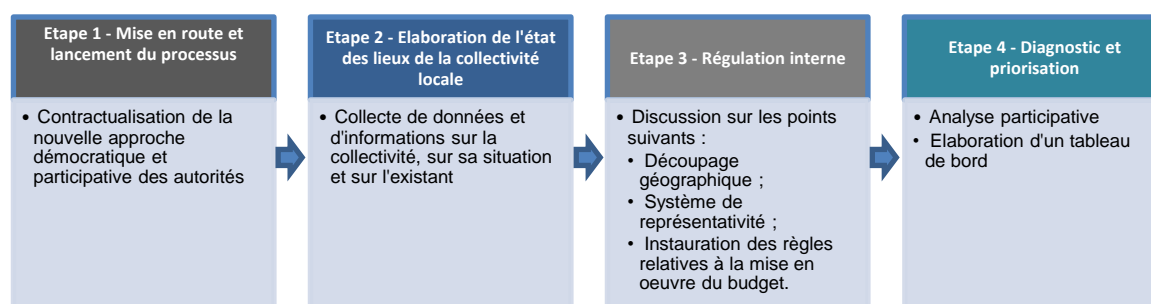 Etape 1 - Mise en route et
lancement du processus
• Contractualisation de la
nouvelle approche
démocratique et
participative des autorités
Etape 2 - Elaboration de l'état
des lieux de la collectivité
locale
• Collecte de données et
d'informations sur la
collectivité, sur sa situation
et sur l'existant
Etape 3 - Régulation interne
• Discussion sur les points
suivants :
• Découpage
géographique ;
• Système de
représentativité ;
• Instauration des règles
relatives à la mise en
oeuvre du budget.
Etape 4 - Diagnostic et
priorisation
• Analyse participative
• Elaboration d'un tableau
de bord